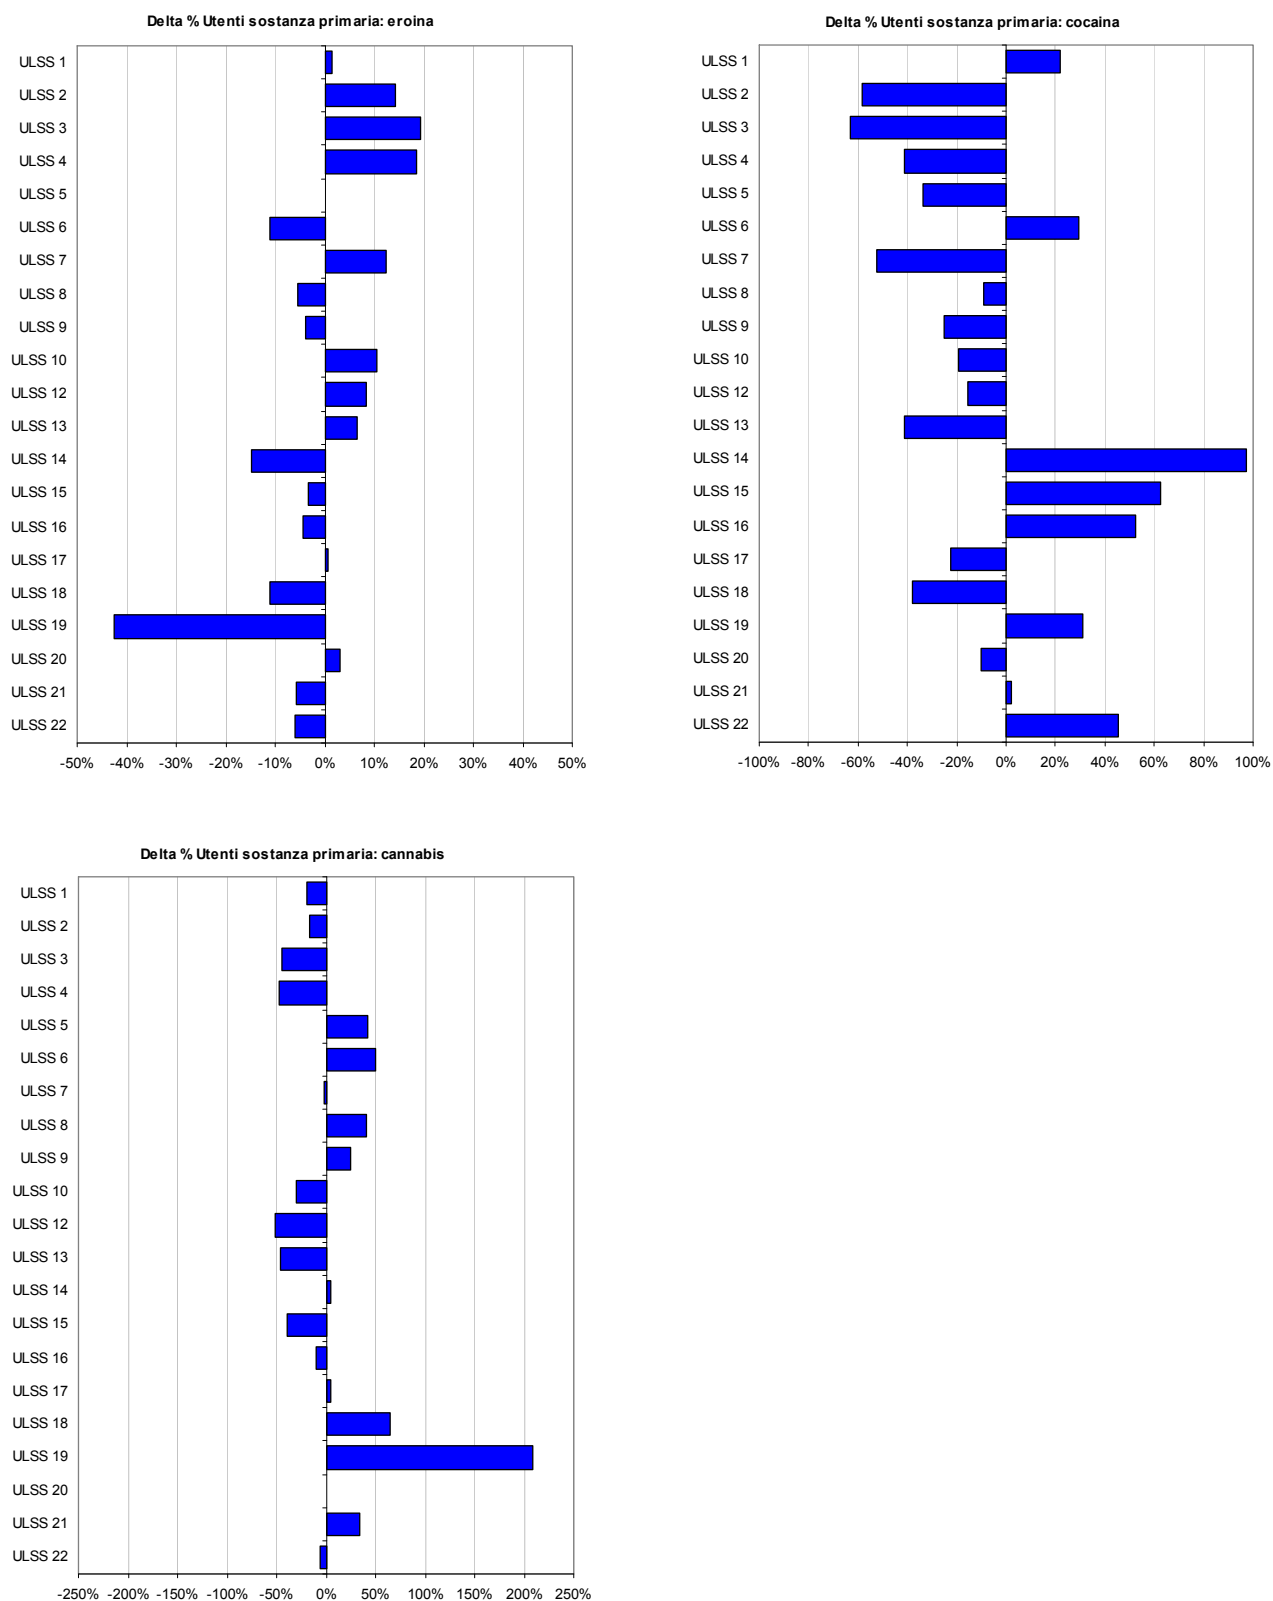 Delta % Utenti sostanza primaria: eroina
ULSS 1
ULSS 2
ULSS 3
ULSS 4
ULSS 5
ULSS 6
ULSS 7
ULSS 8
ULSS 9
ULSS 10
ULSS 12
ULSS 13
ULSS 14
ULSS 15
ULSS 16
ULSS 17
ULSS 18
ULSS 19
ULSS 20
ULSS 21
ULSS 22
-50% -40% -30% -20% -10% 0% 10% 20% 30% 40% 50%
Delta % Utenti sostanza primaria: cocaina
ULSS 1
ULSS 2
ULSS 3
ULSS 4
ULSS 5
ULSS 6
ULSS 7
ULSS 8
ULSS 9
ULSS 10
ULSS 12
ULSS 13
ULSS 14
ULSS 15
ULSS 16
ULSS 17
ULSS 18
ULSS 19
ULSS 20
ULSS 21
ULSS 22
-100% -80% -60% -40% -20% 0% 20% 40% 60% 80% 100%
Delta % Utenti sostanza primaria: cannabis
ULSS 1
ULSS 2
ULSS 3
ULSS 4
ULSS 5
ULSS 6
ULSS 7
ULSS 8
ULSS 9
ULSS 10
ULSS 12
ULSS 13
ULSS 14
ULSS 15
ULSS 16
ULSS 17
ULSS 18
ULSS 19
ULSS 20
ULSS 21
ULSS 22
-250% -200% -150% -100% -50% 0% 50% 100% 150% 200% 250%